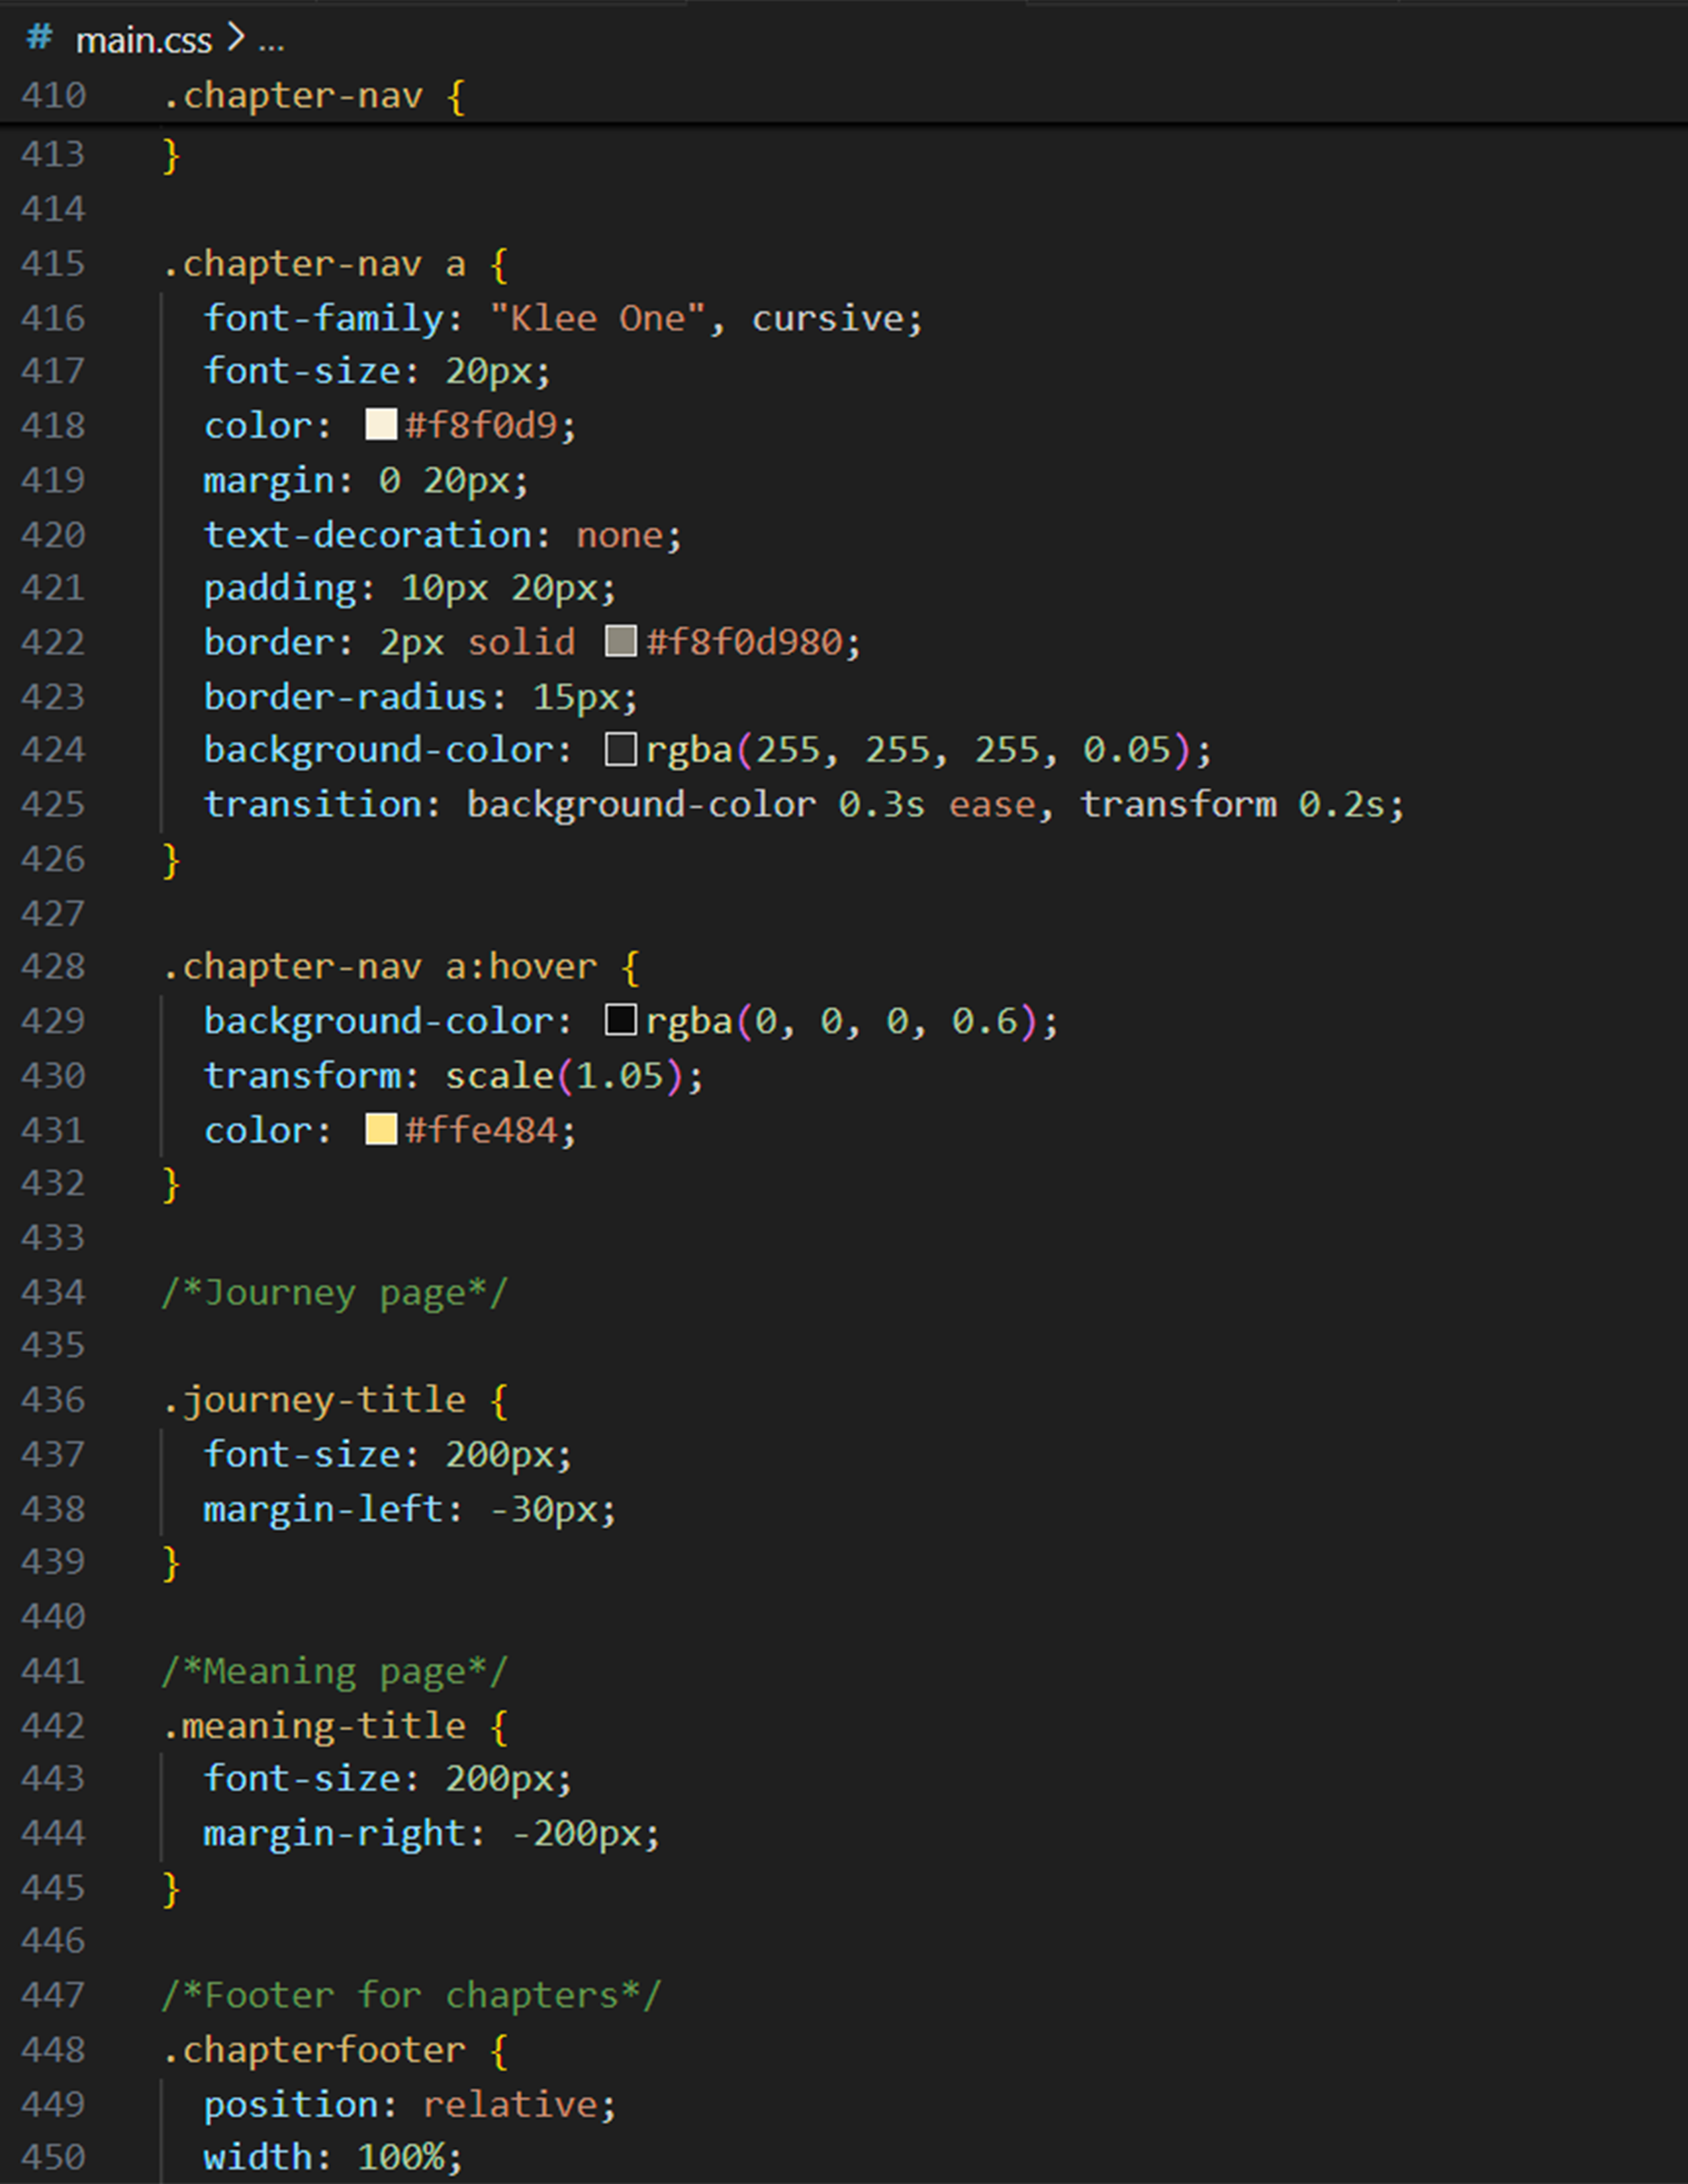 # main.css > ...
410 .chapter-nav {
413 }
414
415 .chapter-nav a {
416 font-family: "Klee One", cursive;
417 font-size: 20px;
418 color: #f8f0d9;
419 margin: 0 20px;
420 text-decoration: none;
421 padding: 10px 20px;
422 border: 2px solid #f8f0d980;
423 border-radius: 15px;
424 background-color: rgba(255, 255, 255, 0.05);
425 transition: background-color 0.3s ease, transform 0.2s;
426 }
427
428 .chapter-nav a:hover {
429 background-color: rgba(0, 0, 0, 0.6);
430 transform: scale(1.05);
431 color: #ffe484;
432 }
433
434 /*Journey page*/
435
436 .journey-title {
437 font-size: 200px;
438 margin-left: -30px;
439 }
440
441 /*Meaning page*/
442 .meaning-title {
443 font-size: 200px;
444 margin-right: -200px;
445 }
446
447 /*Footer for chapters*/
448 .chapterfooter {
449 position: relative;
450 width: 100%;